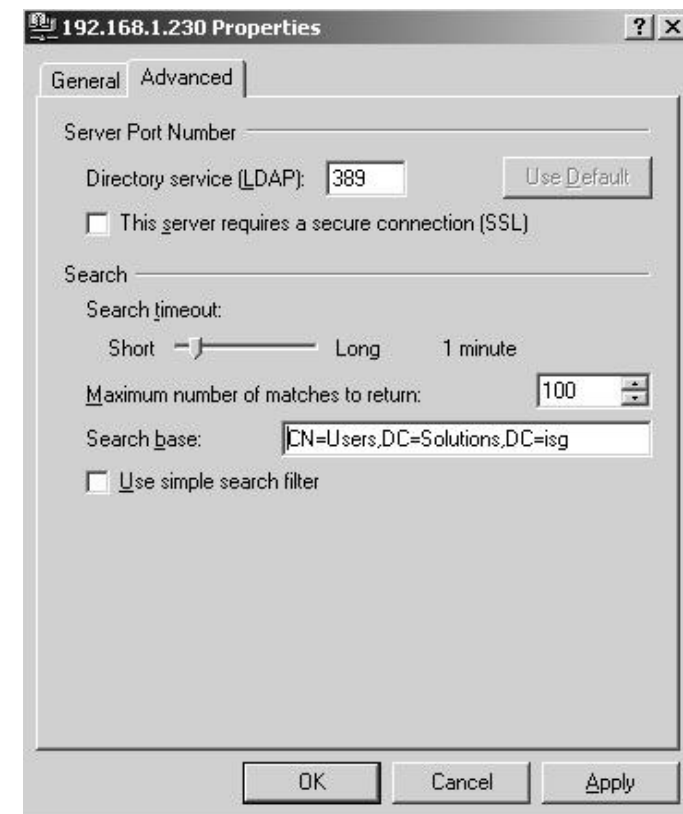 192.168.1.230 Properties ? X
General Advanced
Server Port Number
Directory service (LDAP): 389 Use Default
This server requires a secure connection (SSL)
Search
Search timeout:
Short Long 1 minute
Maximum number of matches to return: 100
Search base: CN=Users,DC=Solutions,DC=isg
Use simple search filter
OK Cancel Apply